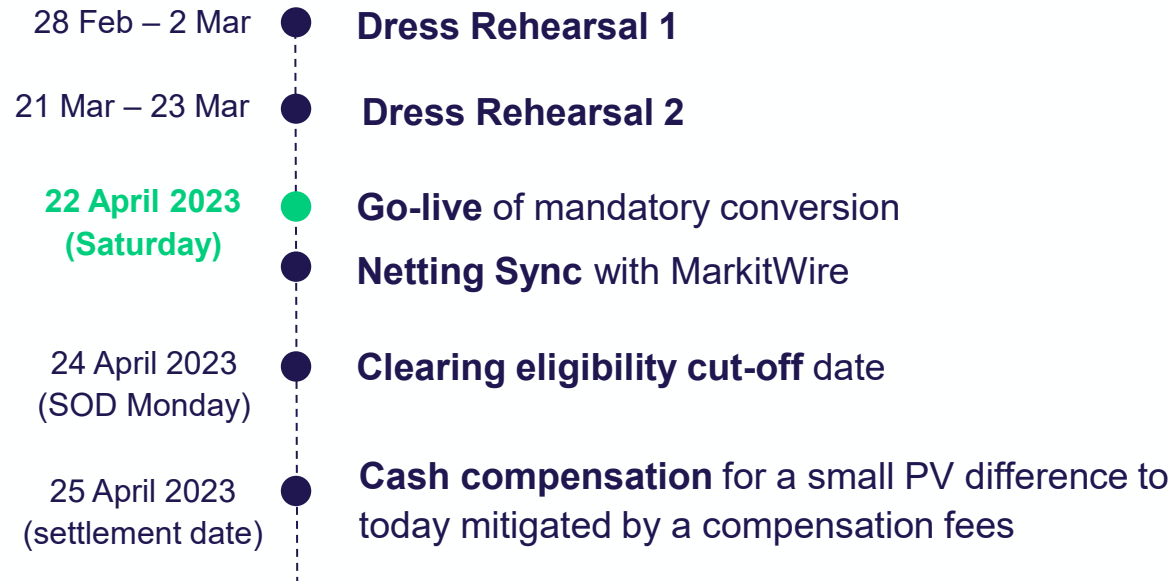 28 Feb – 2 Mar
Dress Rehearsal 1
21 Mar – 23 Mar
Dress Rehearsal 2
22 April 2023
(Saturday)
Go-live of mandatory conversion
Netting Sync with MarkitWire
24 April 2023
(SOD Monday)
Clearing eligibility cut-off date
25 April 2023
(settlement date)
Cash compensation for a small PV difference to
today mitigated by a compensation fees